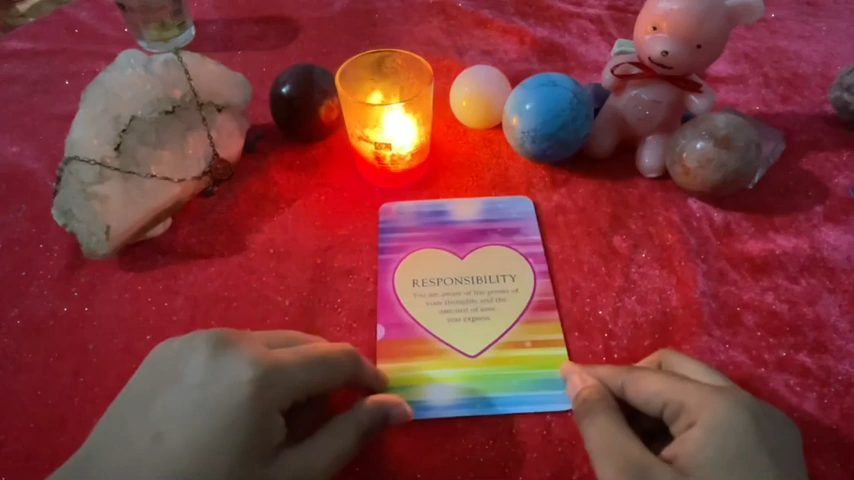 RESPONSIBILITY
You are aware of the power of
your thoughts and the
amount of love
you express